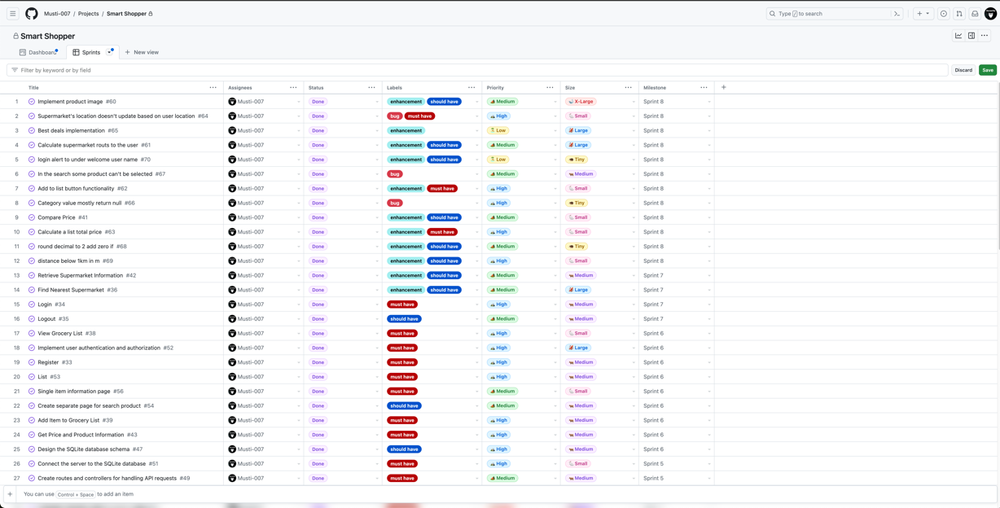 Musti-007 / Projects / Smart Shopper
Type / to search
Smart Shopper
Dashboard Sprints + New view
Filter by keyword or by field Discard Save
Title Assignees Status Labels Priority Size Milestone
1 Implement product image #60 Musti-007 Done enhancement should have Medium X-Large Sprint 8
2 Supermarket's location doesn't update based on user location #64 Musti-007 Done bug must have High Small Sprint 8
3 Best deals implementation #65 Musti-007 Done enhancement Low Large Sprint 8
4 Calculate supermarket routs to the user #61 Musti-007 Done enhancement should have Medium Large Sprint 8
5 login alert to under welcome user name #70 Musti-007 Done enhancement should have Low Tiny Sprint 8
6 In the search some product can't be selected #67 Musti-007 Done bug Medium Medium Sprint 8
7 Add to list button functionality #62 Musti-007 Done enhancement must have High Small Sprint 8
8 Category value mostly return null #66 Musti-007 Done bug High Tiny Sprint 8
9 Compare Price #41 Musti-007 Done enhancement should have Medium Small Sprint 8
10 Calculate a list total price #63 Musti-007 Done enhancement must have High Small Sprint 8
11 round decimal to 2 add zero if #68 Musti-007 Done enhancement should have Medium Tiny Sprint 8
12 distance below 1km in m #69 Musti-007 Done enhancement should have High Small Sprint 8
13 Retrieve Supermarket Information #42 Musti-007 Done enhancement should have Medium Medium Sprint 7
14 Find Nearest Supermarket #36 Musti-007 Done enhancement should have Medium Large Sprint 7
15 Login #34 Musti-007 Done must have High Medium Sprint 7
16 Logout #35 Musti-007 Done should have Medium Medium Sprint 7
17 View Grocery List #38 Musti-007 Done must have High Small Sprint 6
18 Implement user authentication and authorization #52 Musti-007 Done must have High Large Sprint 6
19 Register #33 Musti-007 Done must have High Medium Sprint 6
20 List #53 Musti-007 Done must have High Medium Sprint 6
21 Single item information page #56 Musti-007 Done must have Medium Small Sprint 6
22 Create separate page for search product #54 Musti-007 Done should have Medium Medium Sprint 6
23 Add Item to Grocery List #39 Musti-007 Done must have High Medium Sprint 6
24 Get Price and Product Information #43 Musti-007 Done must have High Medium Sprint 6
25 Design the SQLite database schema #47 Musti-007 Done should have High Medium Sprint 6
26 Connect the server to the SQLite database #51 Musti-007 Done must have High Small Sprint 5
27 Create routes and controllers for handling API requests #49 Musti-007 Done must have Medium Medium Sprint 5
You can use Control + Space to add an item